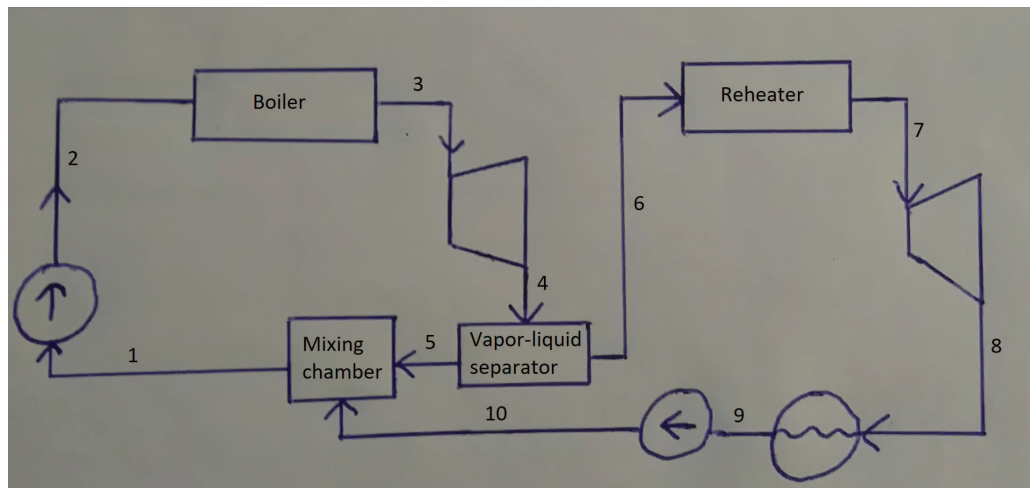 Boiler
3
Reheater
7
2
6
4
Vapor-liquid
separator
5
Mixing
chamber
1
8
10
9